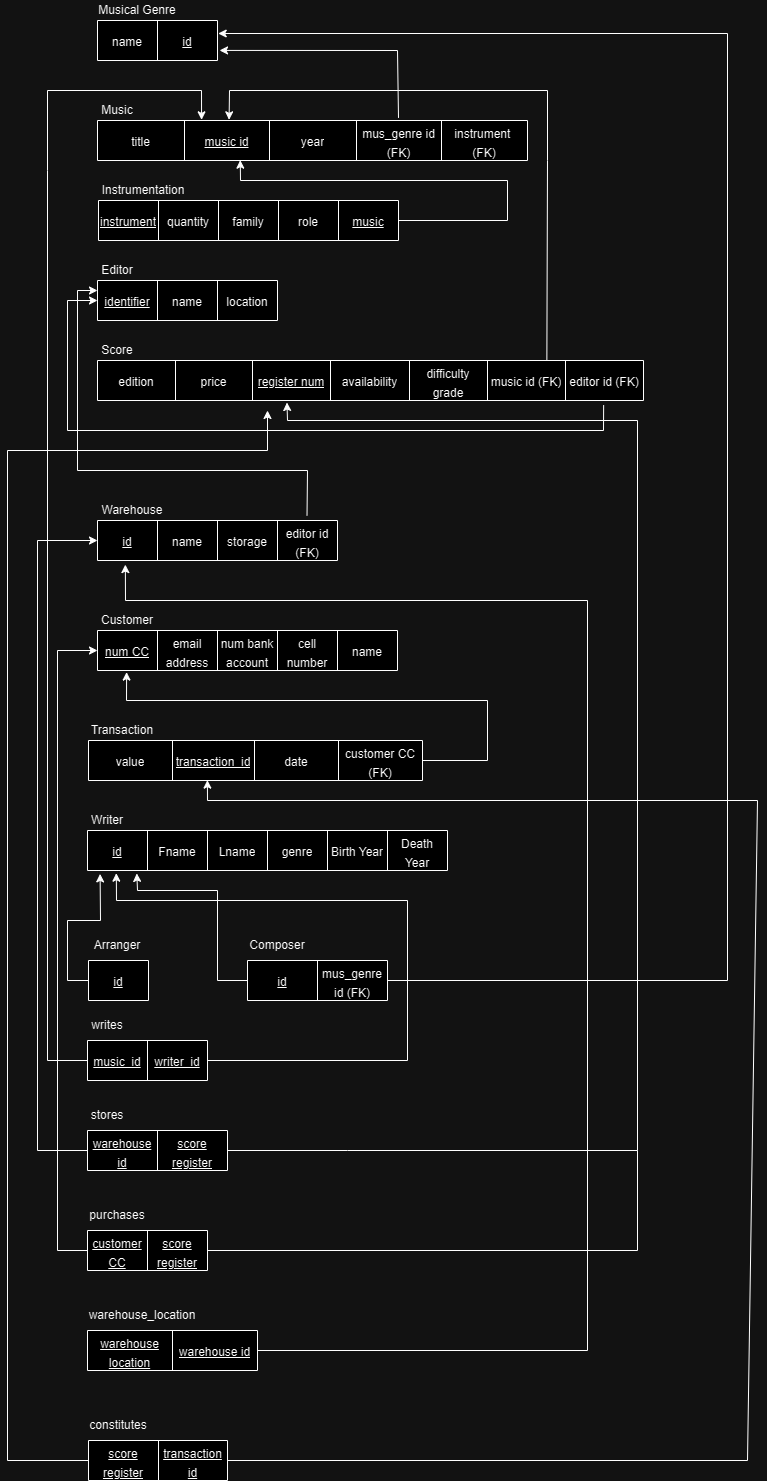 Musical Genre
name id
Music
title music id year mus_genre id (FK) instrument (FK)
Instrumentation
instrument quantity family role music
Editor
identifier name location
Score
edition price register num availability difficulty grade music id (FK) editor id (FK)
Warehouse
id name storage editor id (FK)
Customer
num CC email address num bank account cell number name
Transaction
value transaction_id date customer CC (FK)
Writer
id Fname Lname genre Birth Year Death Year
Arranger Composer
id id mus_genre id (FK)
writes
music_id writer_id
stores
warehouse id score register
purchases
customer CC score register
warehouse_location
warehouse location warehouse id
constitutes
score register transaction id